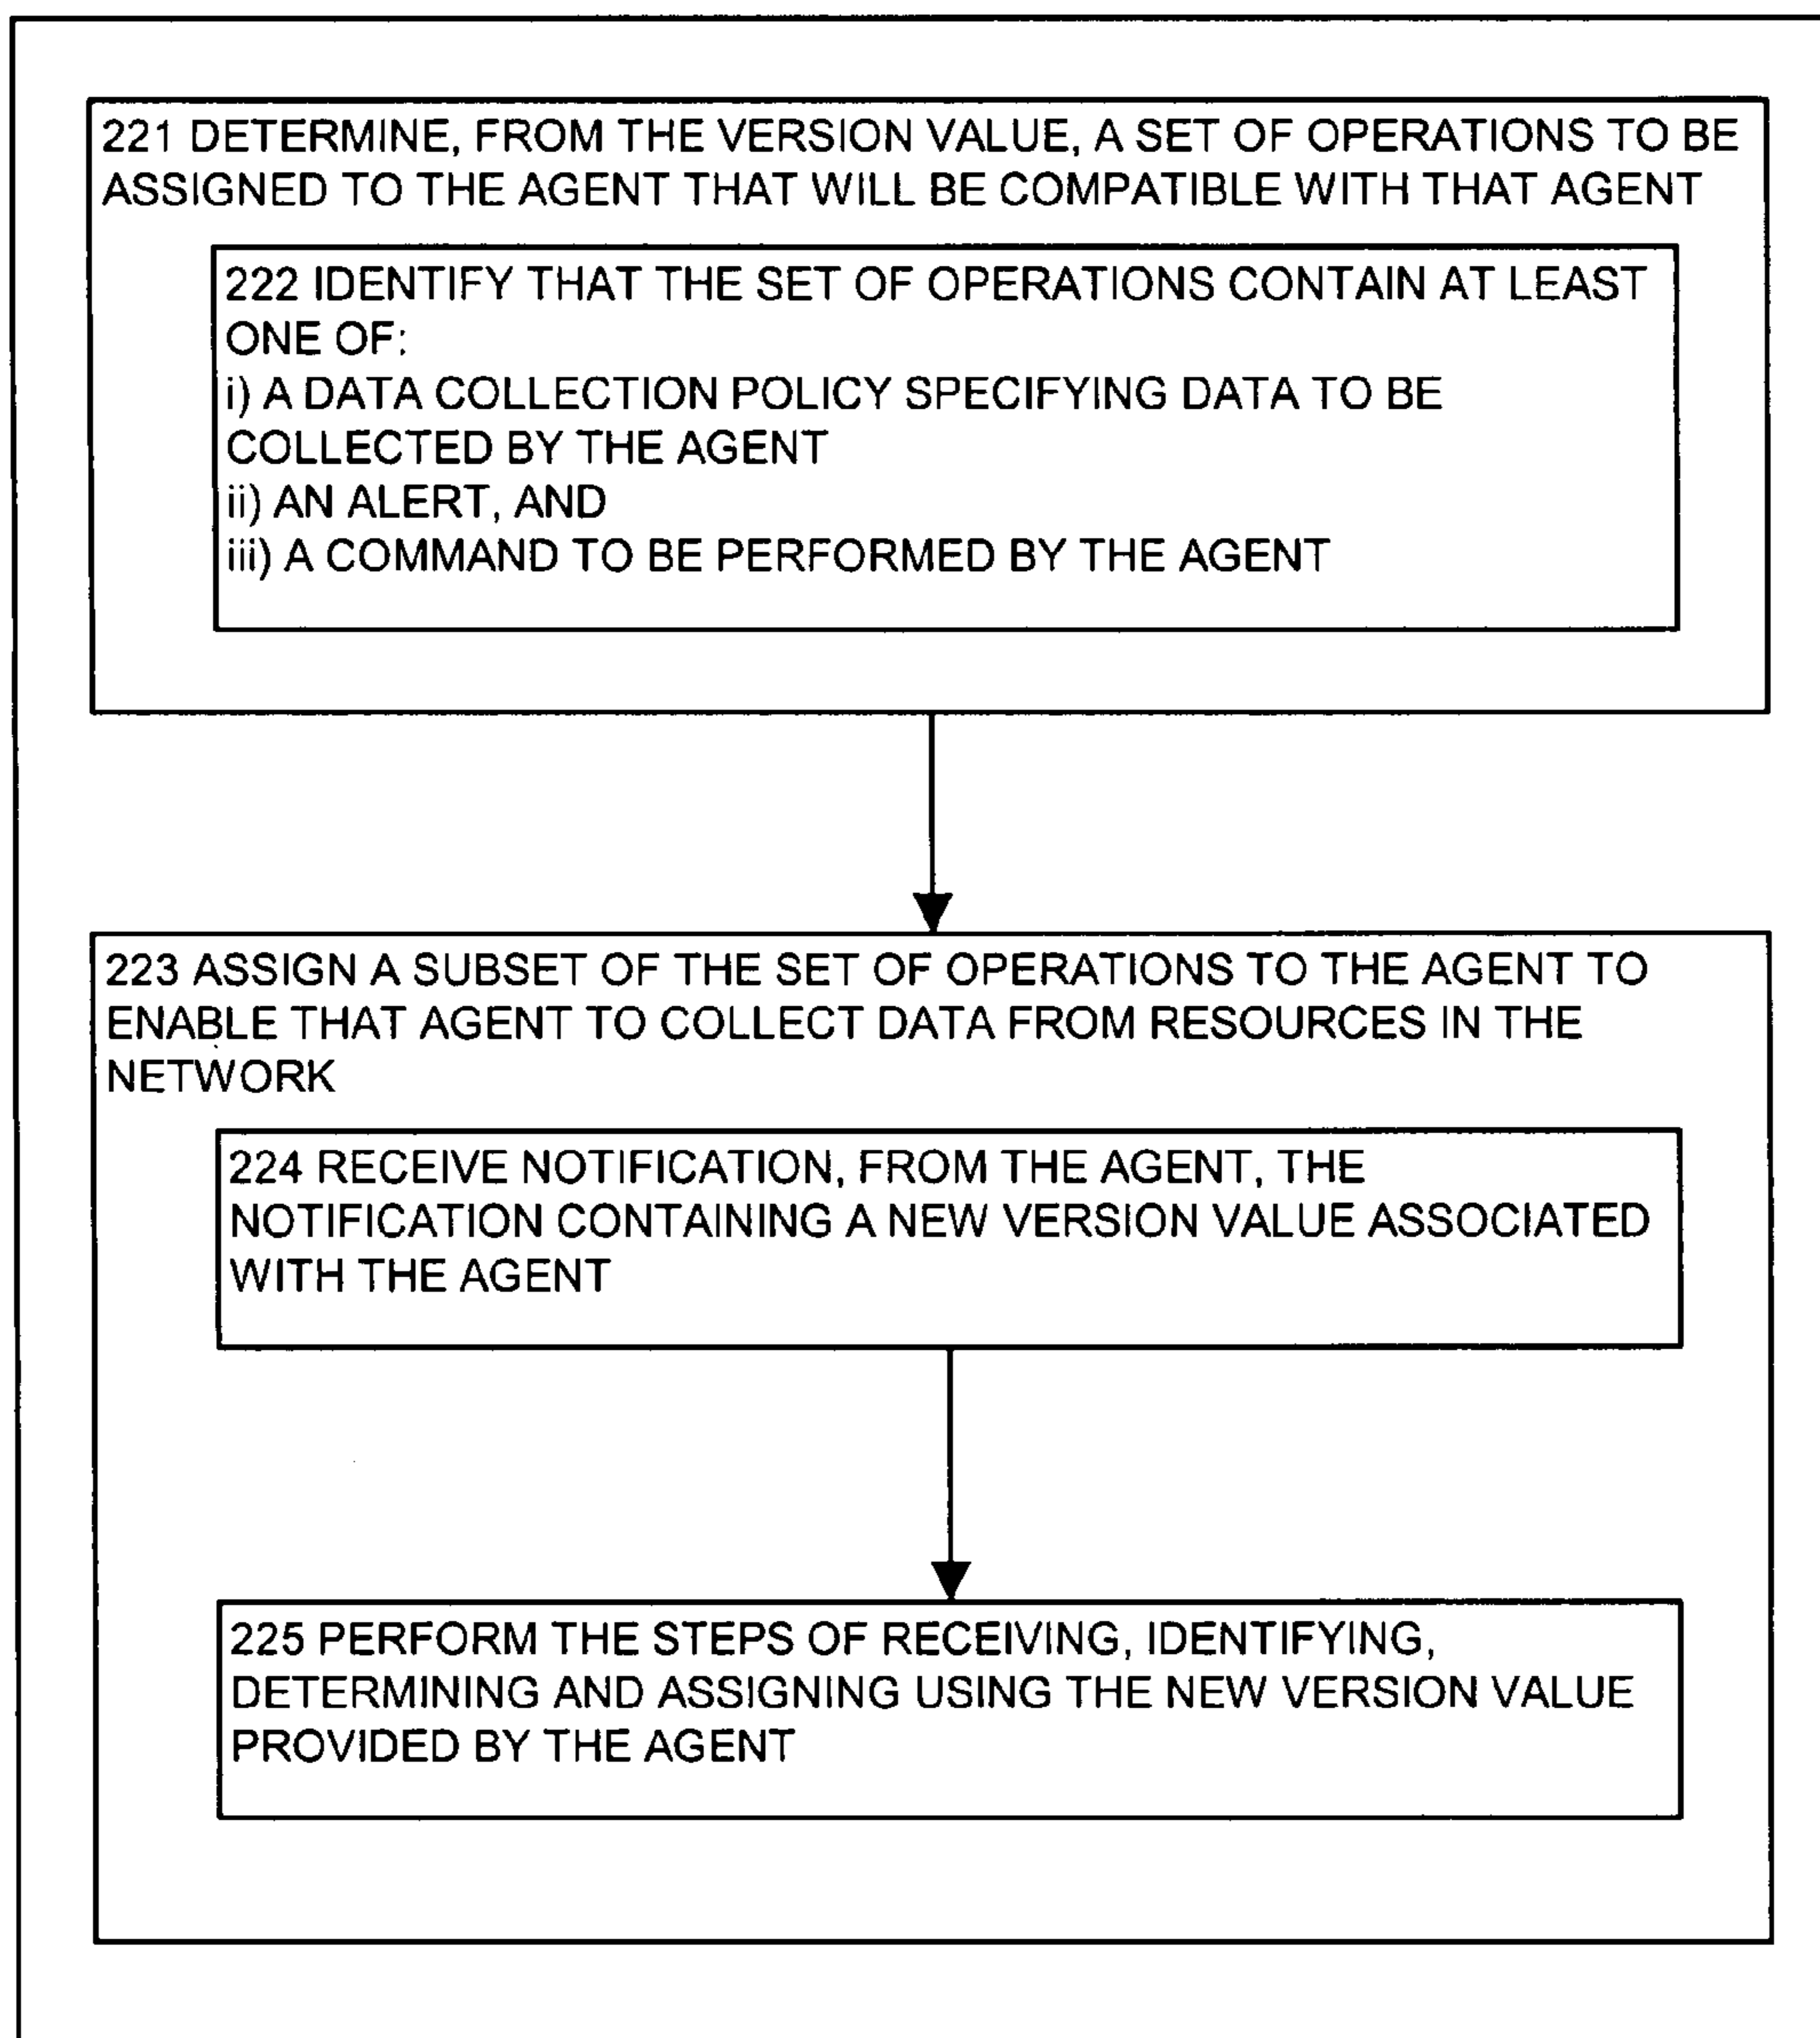 221 DETERMINE, FROM THE VERSION VALUE, A SET OF OPERATIONS TO BE
ASSIGNED TO THE AGENT THAT WILL BE COMPATIBLE WITH THAT AGENT
222 IDENTIFY THAT THE SET OF OPERATIONS CONTAIN AT LEAST
ONE OF:
i) A DATA COLLECTION POLICY SPECIFYING DATA TO BE
COLLECTED BY THE AGENT
ii) AN ALERT, AND
iii) A COMMAND TO BE PERFORMED BY THE AGENT
223 ASSIGN A SUBSET OF THE SET OF OPERATIONS TO THE AGENT TO
ENABLE THAT AGENT TO COLLECT DATA FROM RESOURCES IN THE
NETWORK
224 RECEIVE NOTIFICATION, FROM THE AGENT, THE
NOTIFICATION CONTAINING A NEW VERSION VALUE ASSOCIATED
WITH THE AGENT
225 PERFORM THE STEPS OF RECEIVING, IDENTIFYING,
DETERMINING AND ASSIGNING USING THE NEW VERSION VALUE
PROVIDED BY THE AGENT